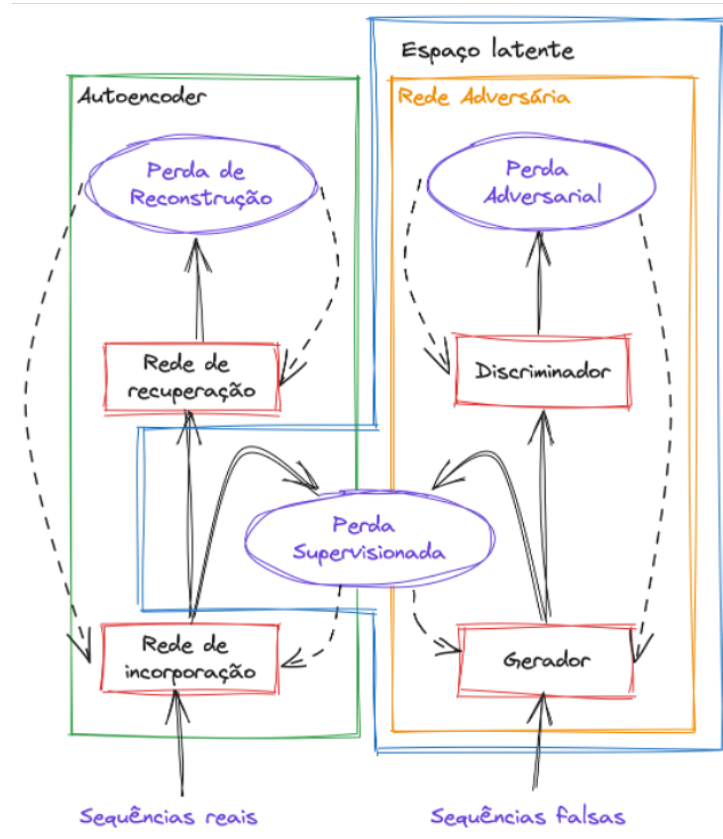 Espaço latente
Autoencoder
Rede Adversária
Perda de
Reconstrução
Perda
Adversarial
Rede de
recuperação
Discriminador
Perda
Supervisionada
Rede de
incorporação
Gerador
Sequências reais
Sequências falsas